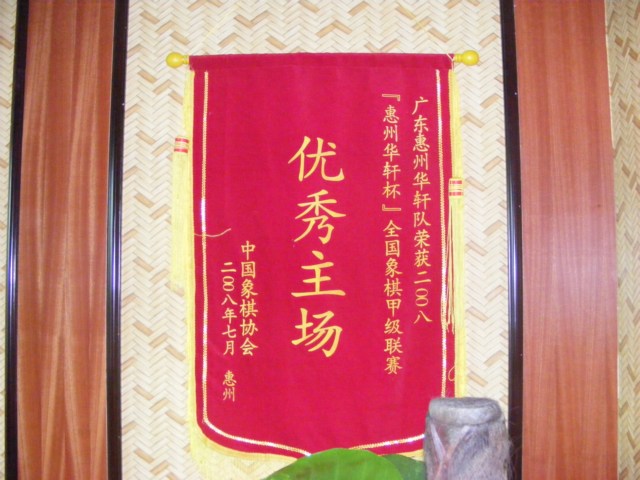 广东惠州华轩队荣获二〇〇八
『惠州华轩杯』全国象棋甲级联赛
优秀主场
中国象棋协会
二〇〇八年七月 惠州